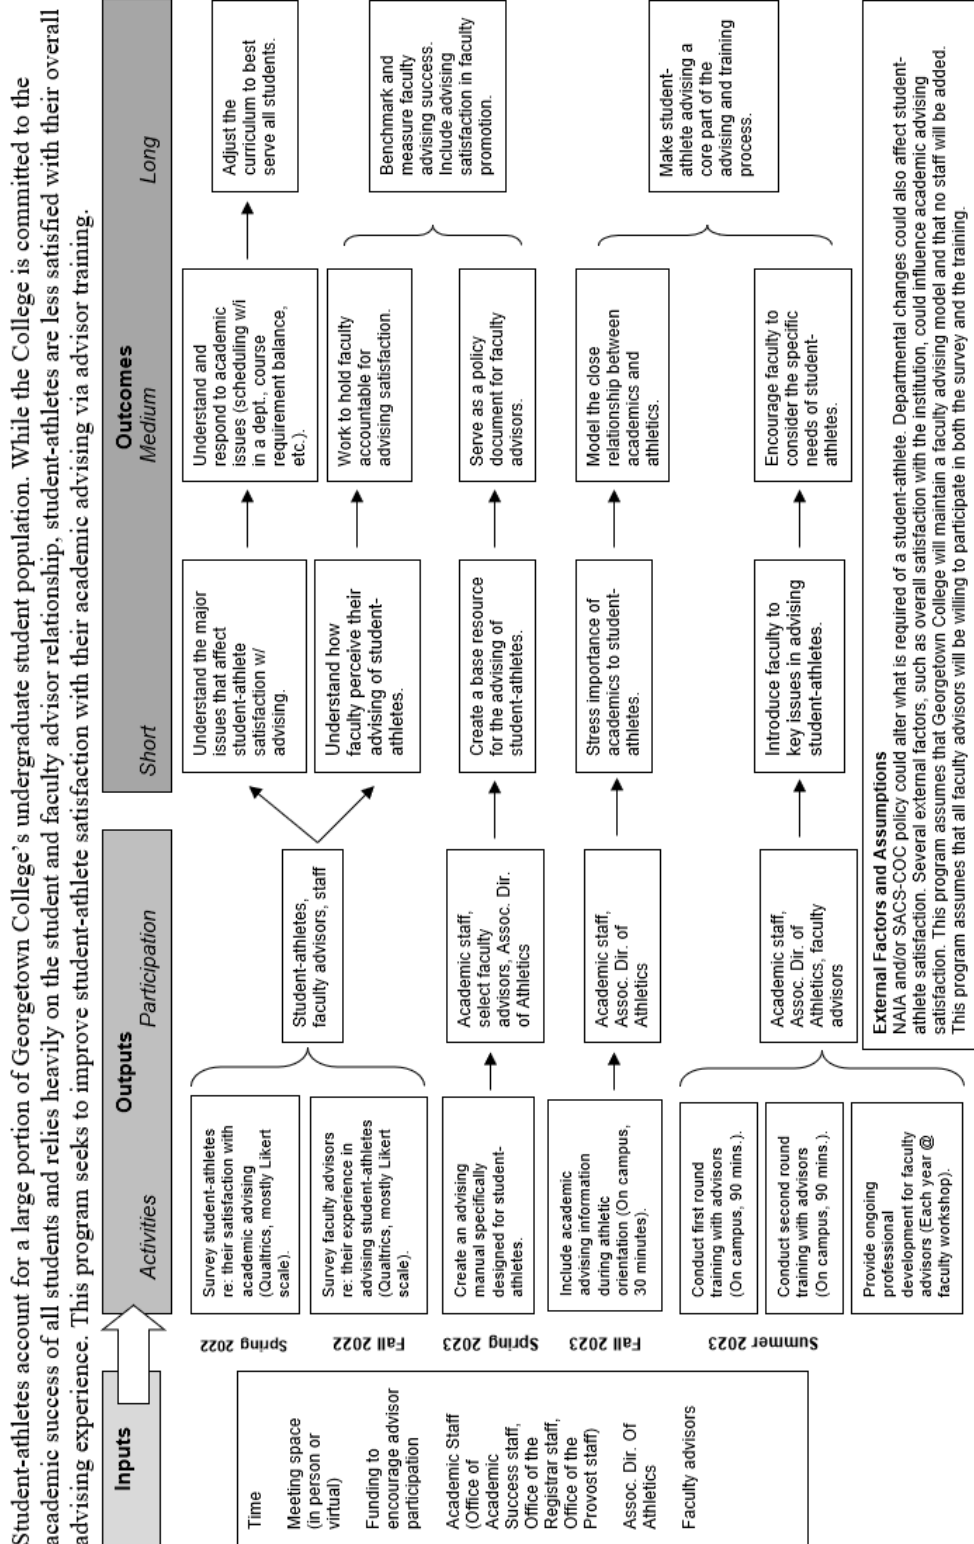 Student-athletes account for a large portion of Georgetown College's undergraduate student population. While the College is committed to the
academic success of all students and relies heavily on the student and faculty advisor relationship, student-athletes are less satisfied with their overall
advising experience. This program seeks to improve student-athlete satisfaction with their academic advising via advisor training.
Inputs
Outputs
Activities
Participation
Outcomes
Short
Medium
Long
Time
Meeting space
(in person or
virtual)
Funding to
encourage advisor
participation
Academic Staff
(Office of
Academic
Success staff,
Office of the
Registrar staff,
Office of the
Provost staff)
Assoc. Dir. Of
Athletics
Faculty advisors
Spring 2022
Survey student-athletes
re: their satisfaction with
academic advising
(Qualtrics, mostly Likert
scale).
Fall 2022
Survey faculty advisors
re: their experience in
advising student-athletes
(Qualtrics, mostly Likert
scale).
Student-athletes,
faculty advisors, staff
Understand the major
issues that affect
student-athlete
satisfaction w/
advising.
Understand and
respond to academic
issues (scheduling w/i
in a dept., course
requirement balance,
etc.).
Adjust the
curriculum to best
serve all students.
Understand how
faculty perceive their
advising of student-
athletes.
Work to hold faculty
accountable for
advising satisfaction.
Benchmark and
measure faculty
advising success.
Include advising
satisfaction in faculty
promotion.
Spring 2023
Create an advising
manual specifically
designed for student-
athletes.
Academic staff,
select faculty
advisors, Assoc. Dir.
of Athletics
Create a base resource
for the advising of
student-athletes.
Serve as a policy
document for faculty
advisors.
Fall 2023
Include academic
advising information
during athletic
orientation (On campus,
30 minutes).
Academic staff,
Assoc. Dir. of
Athletics
Stress importance of
academics to student-
athletes.
Model the close
relationship between
academics and
athletics.
Make student-
athlete advising a
core part of the
advising and training
process.
Summer 2023
Conduct first round
training with advisors
(On campus, 90 mins.).
Conduct second round
training with advisors
(On campus, 90 mins.).
Provide ongoing
professional
development for faculty
advisors (Each year @
faculty workshop).
Academic staff,
Assoc. Dir. of
Athletics, faculty
advisors
Introduce faculty to
key issues in advising
student-athletes.
Encourage faculty to
consider the specific
needs of student-
athletes.
External Factors and Assumptions
NAIA and/or SACS-COC policy could alter what is required of a student-athlete. Departmental changes could also affect student-
athlete satisfaction. Several external factors, such as overall satisfaction with the institution, could influence academic advising
satisfaction. This program assumes that Georgetown College will maintain a faculty advising model and that no staff will be added.
This program assumes that all faculty advisors will be willing to participate in both the survey and the training.